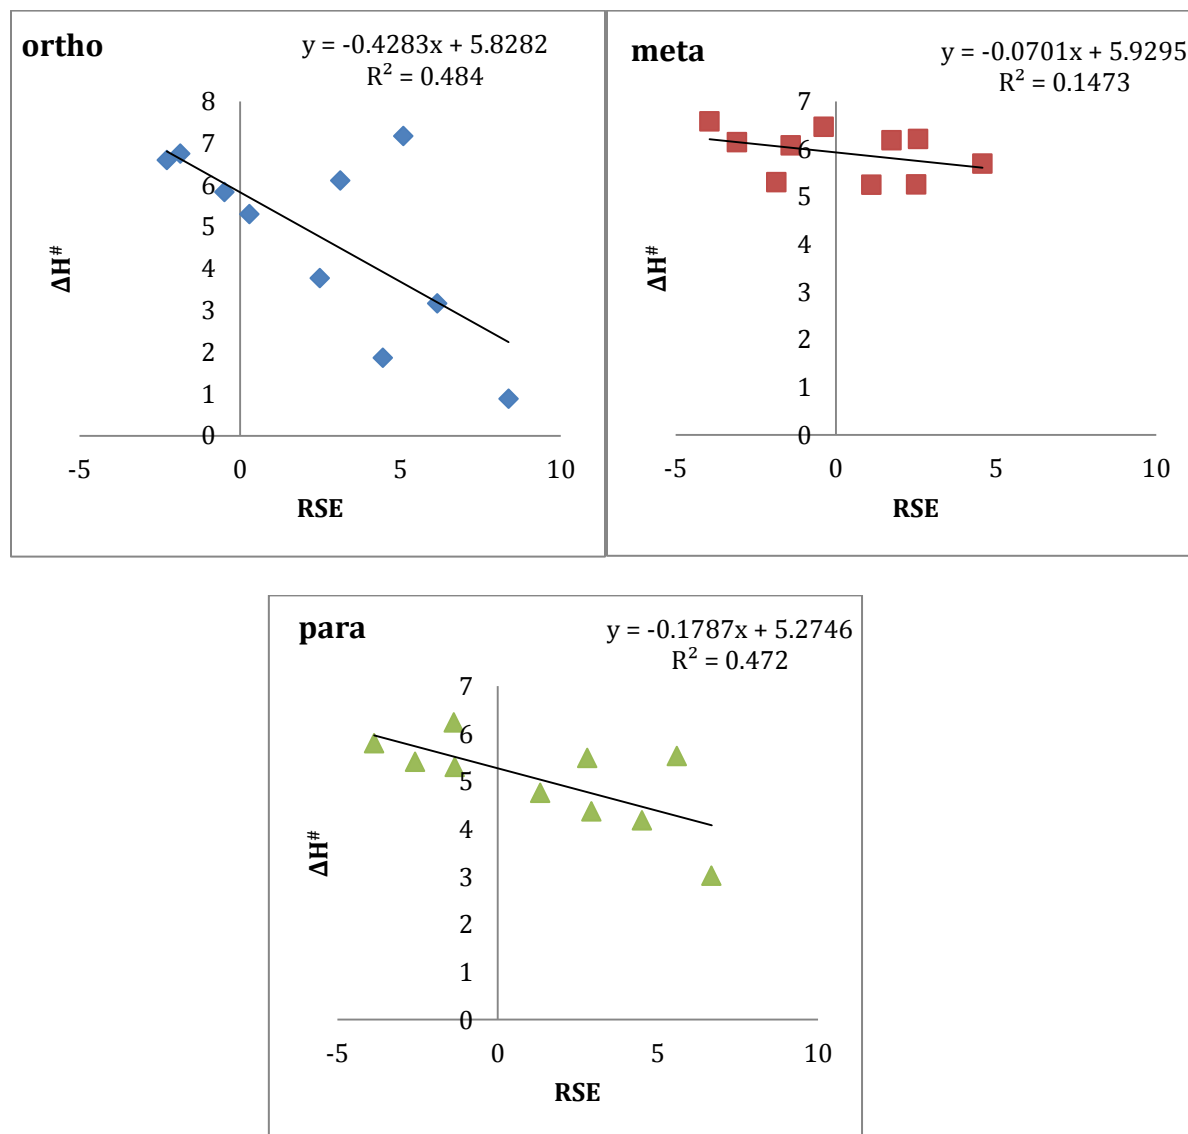 ortho
y = -0.4283x + 5.8282
R² = 0.484
8
7
6
5
4
3
2
1
0
-5 0 5 10
ΔH#
RSE
meta
y = -0.0701x + 5.9295
R² = 0.1473
7
6
5
4
3
2
1
0
-5 0 5 10
ΔH#
RSE
para
y = -0.1787x + 5.2746
R² = 0.472
7
6
5
4
3
2
1
0
-5 0 5 10
ΔH#
RSE